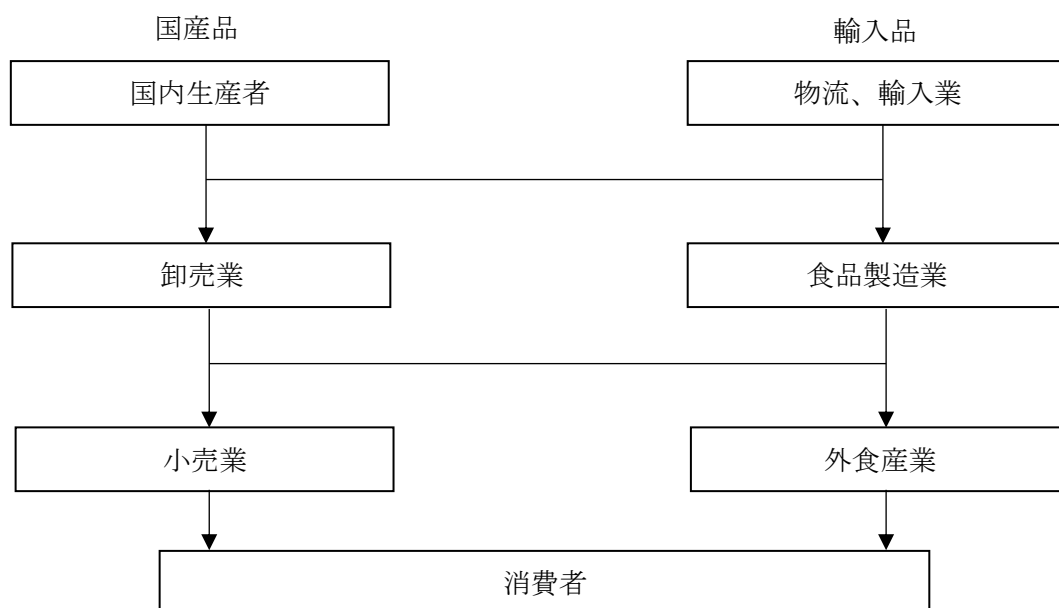 国産品
輸入品
国内生産者
物流、輸入業
卸売業
食品製造業
小売業
外食産業
消費者